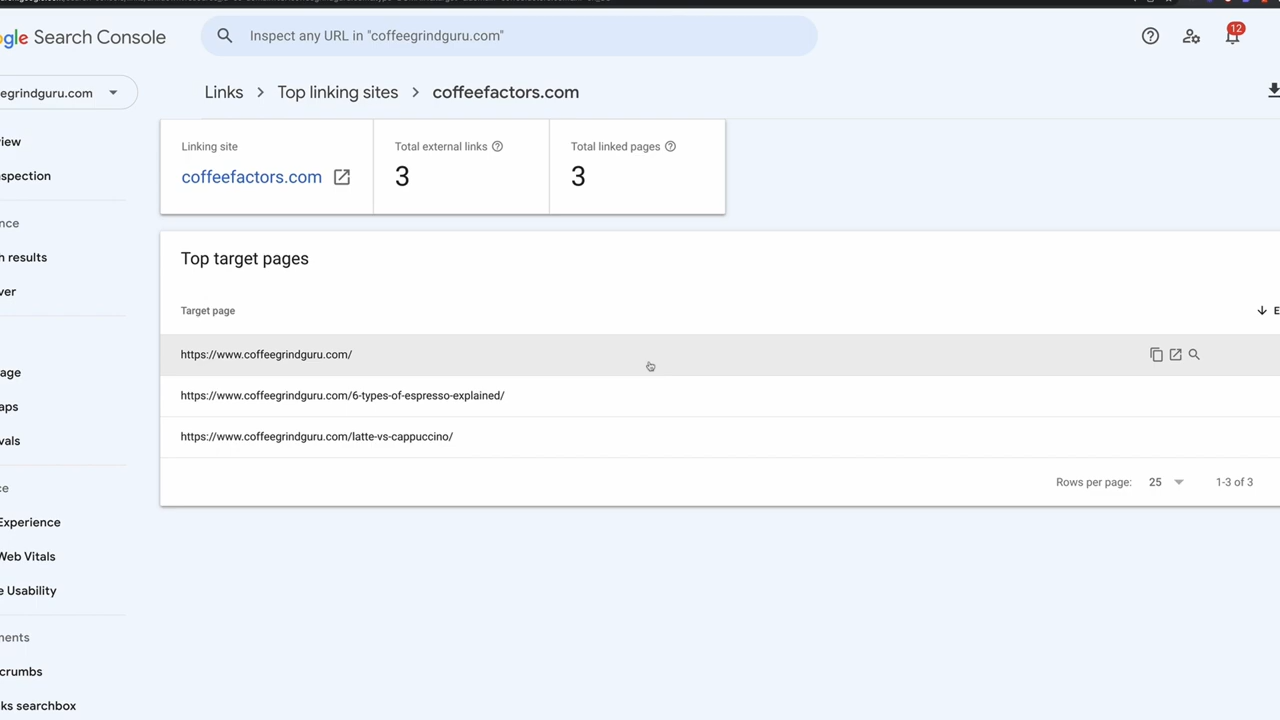 gle Search Console
Inspect any URL in "coffeegrindguru.com"
12
egrindguru.com
Links > Top linking sites > coffeefactors.com
view
spection
nce
h results
ver
age
aps
vals
ce
Experience
Web Vitals
e Usability
ments
crumbs
ks searchbox
Linking site
coffeefactors.com
Total external links
3
Total linked pages
3
Top target pages
Target page
E
https://www.coffeegrindguru.com/
https://www.coffeegrindguru.com/6-types-of-espresso-explained/
https://www.coffeegrindguru.com/latte-vs-cappuccino/
Rows per page: 25 1-3 of 3